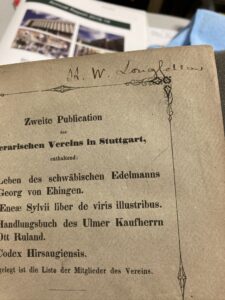 H. W. Longfellow
Zweite Publication
des
erarischen Vereins in Stuttgart,
enthaltend:
Leben des schwäbischen Edelmanns
Georg von Ehingen.
Æneæ Sylvii liber de viris illustribus.
Handlungsbuch des Ulmer Kaufherrn
Ott Ruland.
Codex Hirsaugiensis.
gelegt ist die Liste der Mitglieder des Vereins.